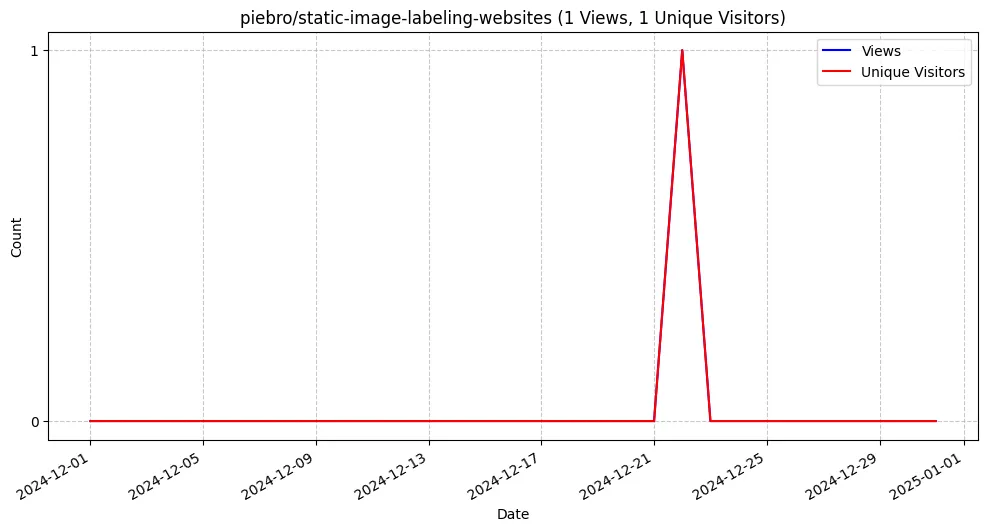 piebro/static-image-labeling-websites (1 Views, 1 Unique Visitors)
Views
Unique Visitors
1
0
Count
2024-12-01
2024-12-05
2024-12-09
2024-12-13
2024-12-17
2024-12-21
2024-12-25
2024-12-29
2025-01-01
Date